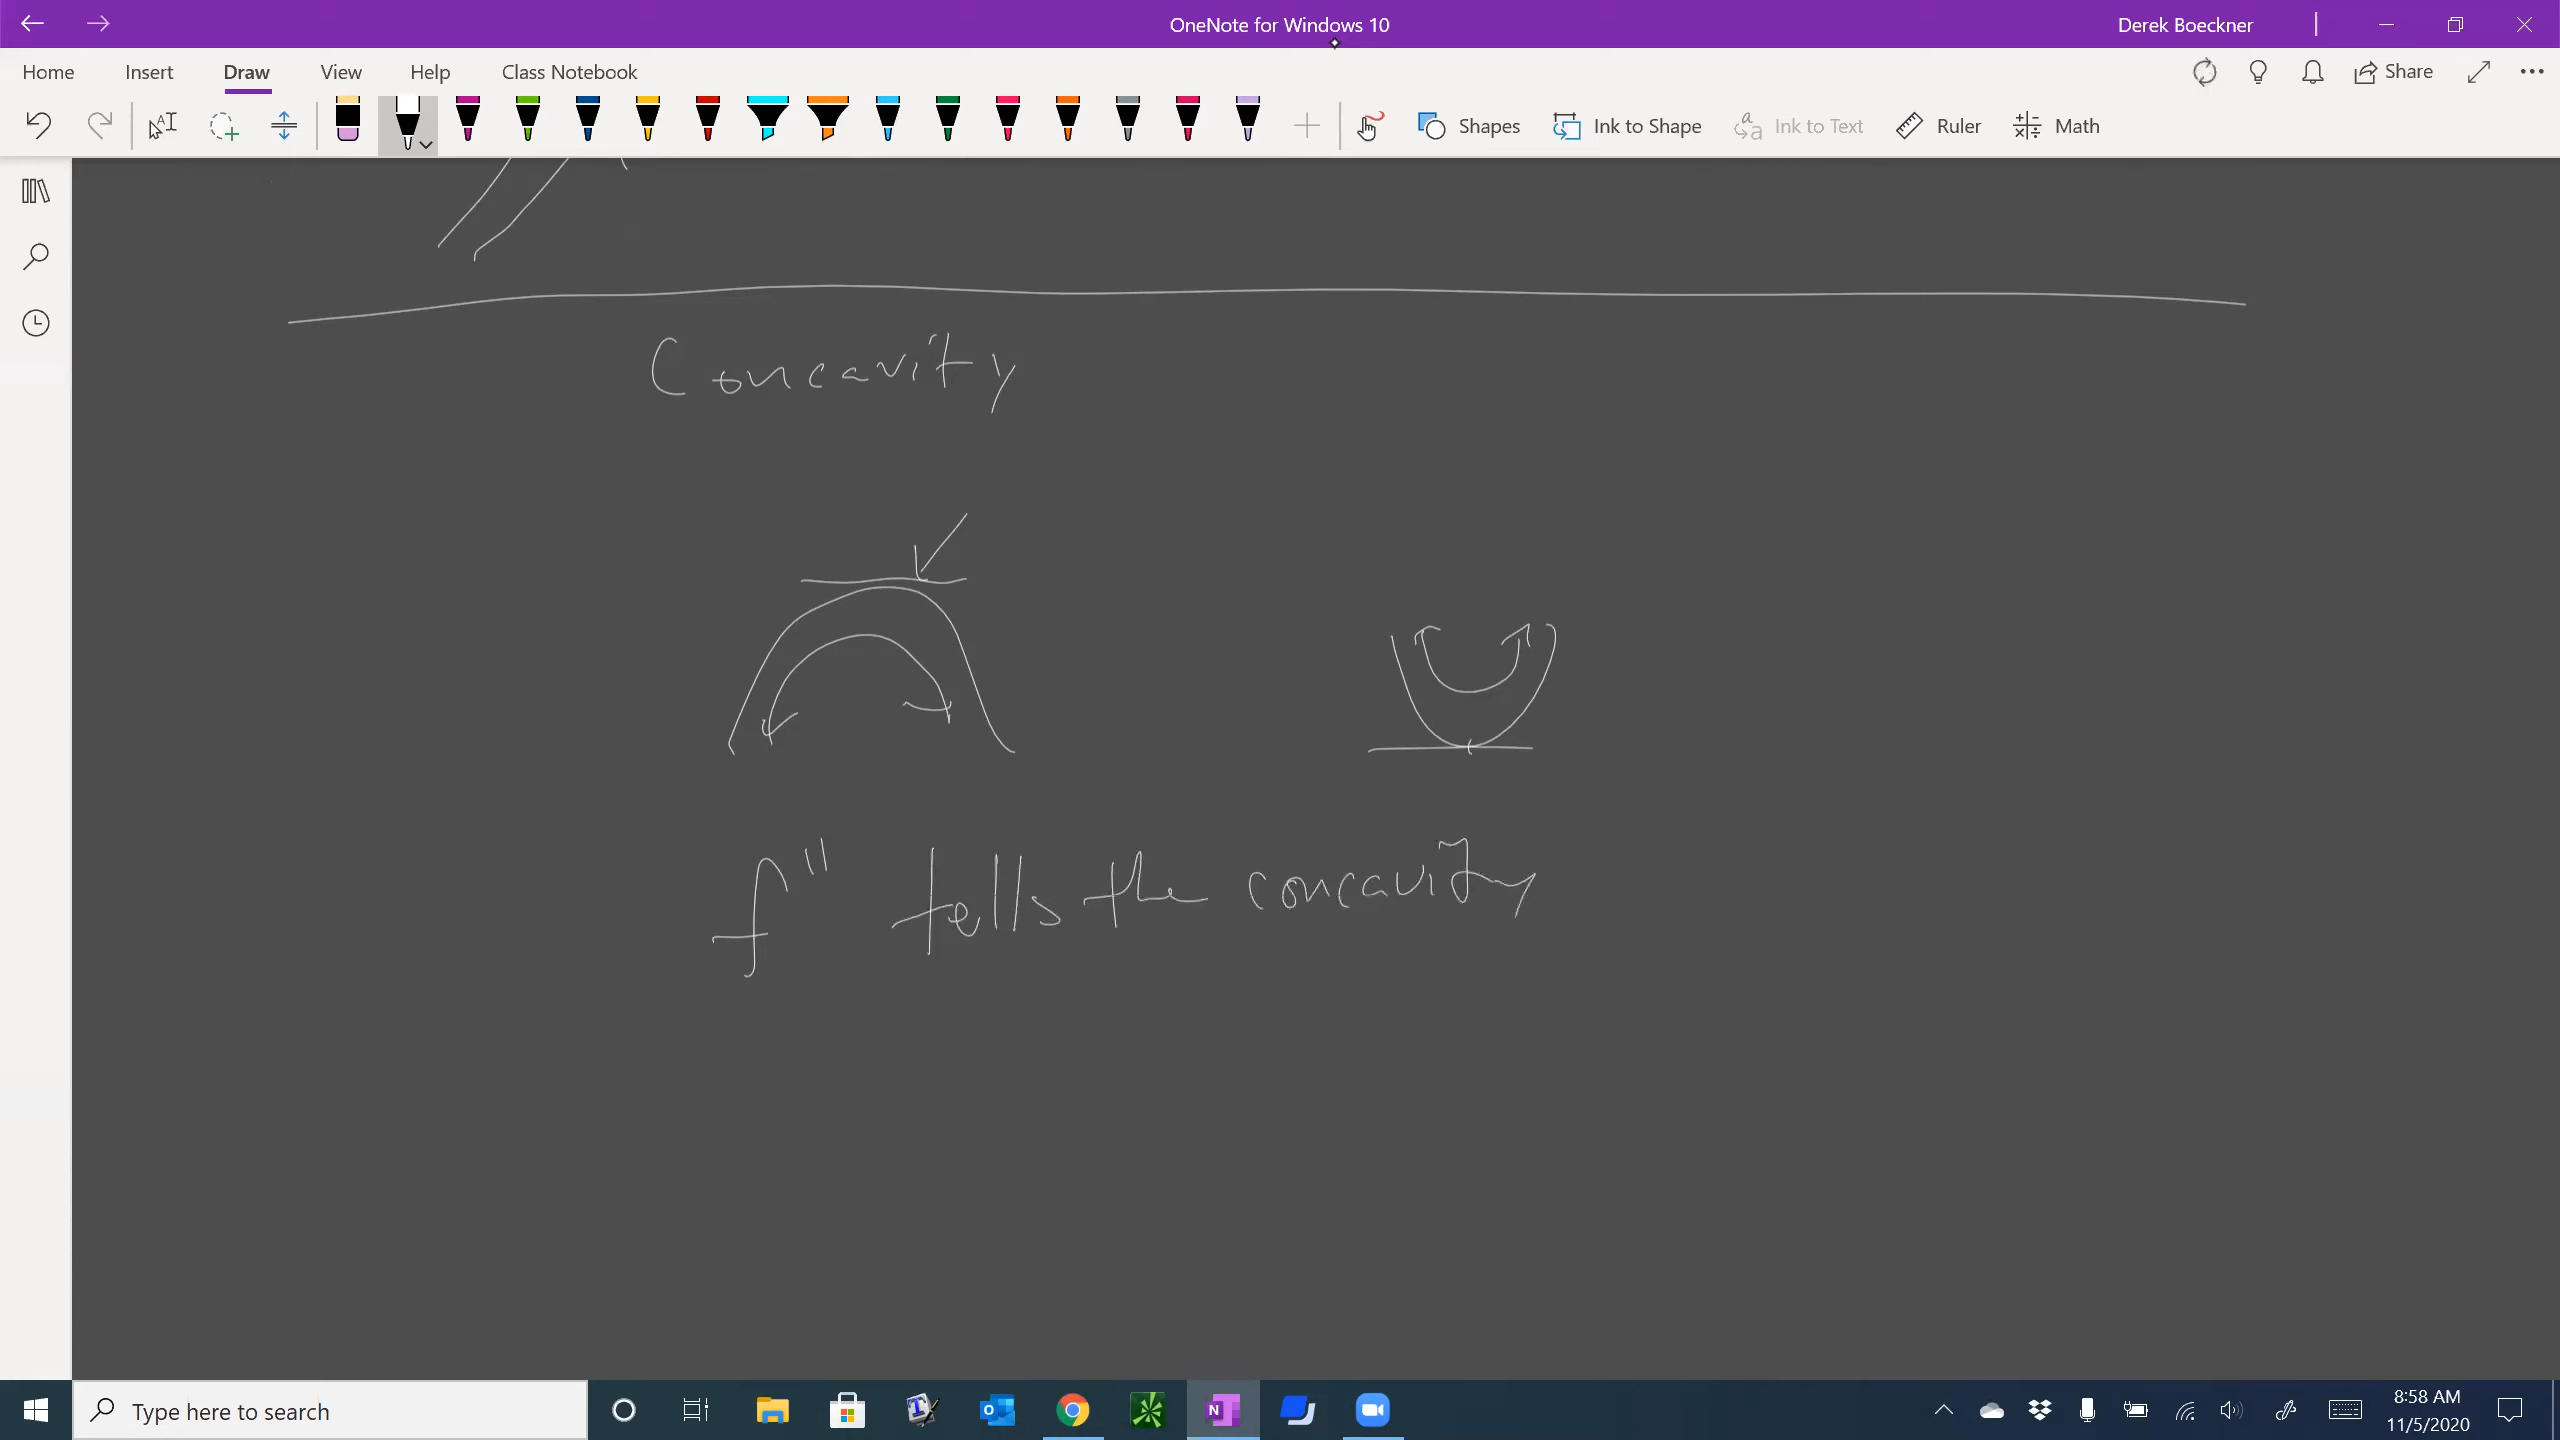 OneNote for Windows 10
Derek Boeckner
Home Insert Draw View Help Class Notebook
Share
Shapes Ink to Shape Ink to Text Ruler Math
Concavity
f'' tells the concavity
Type here to search
8:58 AM
11/5/2020